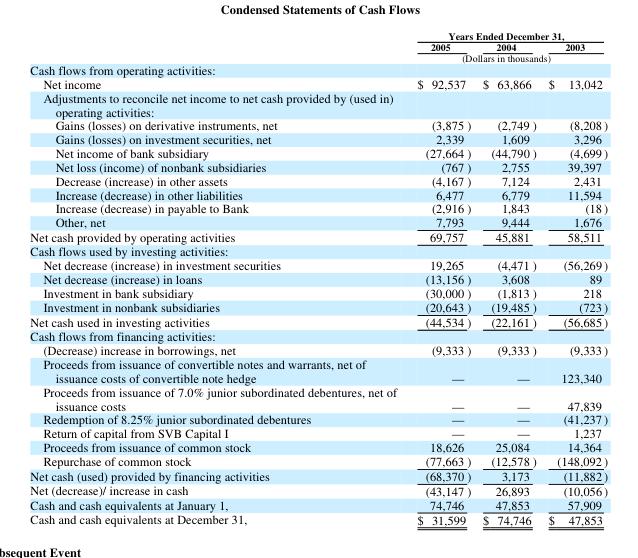 Condensed Statements of Cash Flows
Years Ended December 31,
2005 2004 2003
(Dollars in thousands)
Cash flows from operating activities:
Net income $ 92,537 $ 63,866 $ 13,042
Adjustments to reconcile net income to net cash provided by (used in)
operating activities:
Gains (losses) on derivative instruments, net (3,875 ) (2,749 ) (8,208 )
Gains (losses) on investment securities, net 2,339 1,609 3,296
Net income of bank subsidiary (27,664 ) (44,790 ) (4,699 )
Net loss (income) of nonbank subsidiaries (767 ) 2,755 39,397
Decrease (increase) in other assets (4,167 ) 7,124 2,431
Increase (decrease) in other liabilities 6,477 6,779 11,594
Increase (decrease) in payable to Bank (2,916 ) 1,843 (18 )
Other, net 7,793 9,444 1,676
Net cash provided by operating activities 69,757 45,881 58,511
Cash flows used by investing activities:
Net decrease (increase) in investment securities 19,265 (4,471 ) (56,269 )
Net decrease (increase) in loans (13,156 ) 3,608 89
Investment in bank subsidiary (30,000 ) (1,813 ) 218
Investment in nonbank subsidiaries (20,643 ) (19,485 ) (723 )
Net cash used in investing activities (44,534 ) (22,161 ) (56,685 )
Cash flows from financing activities:
(Decrease) increase in borrowings, net (9,333 ) (9,333 ) (9,333 )
Proceeds from issuance of convertible notes and warrants, net of
issuance costs of convertible note hedge — — 123,340
Proceeds from issuance of 7.0% junior subordinated debentures, net of
issuance costs — — 47,839
Redemption of 8.25% junior subordinated debentures — — (41,237 )
Return of capital from SVB Capital I — — 1,237
Proceeds from issuance of common stock 18,626 25,084 14,364
Repurchase of common stock (77,663 ) (12,578 ) (148,092 )
Net cash (used) provided by financing activities (68,370 ) 3,173 (11,882 )
Net (decrease)/ increase in cash (43,147 ) 26,893 (10,056 )
Cash and cash equivalents at January 1, 74,746 47,853 57,909
Cash and cash equivalents at December 31, $ 31,599 $ 74,746 $ 47,853
bsequent Event